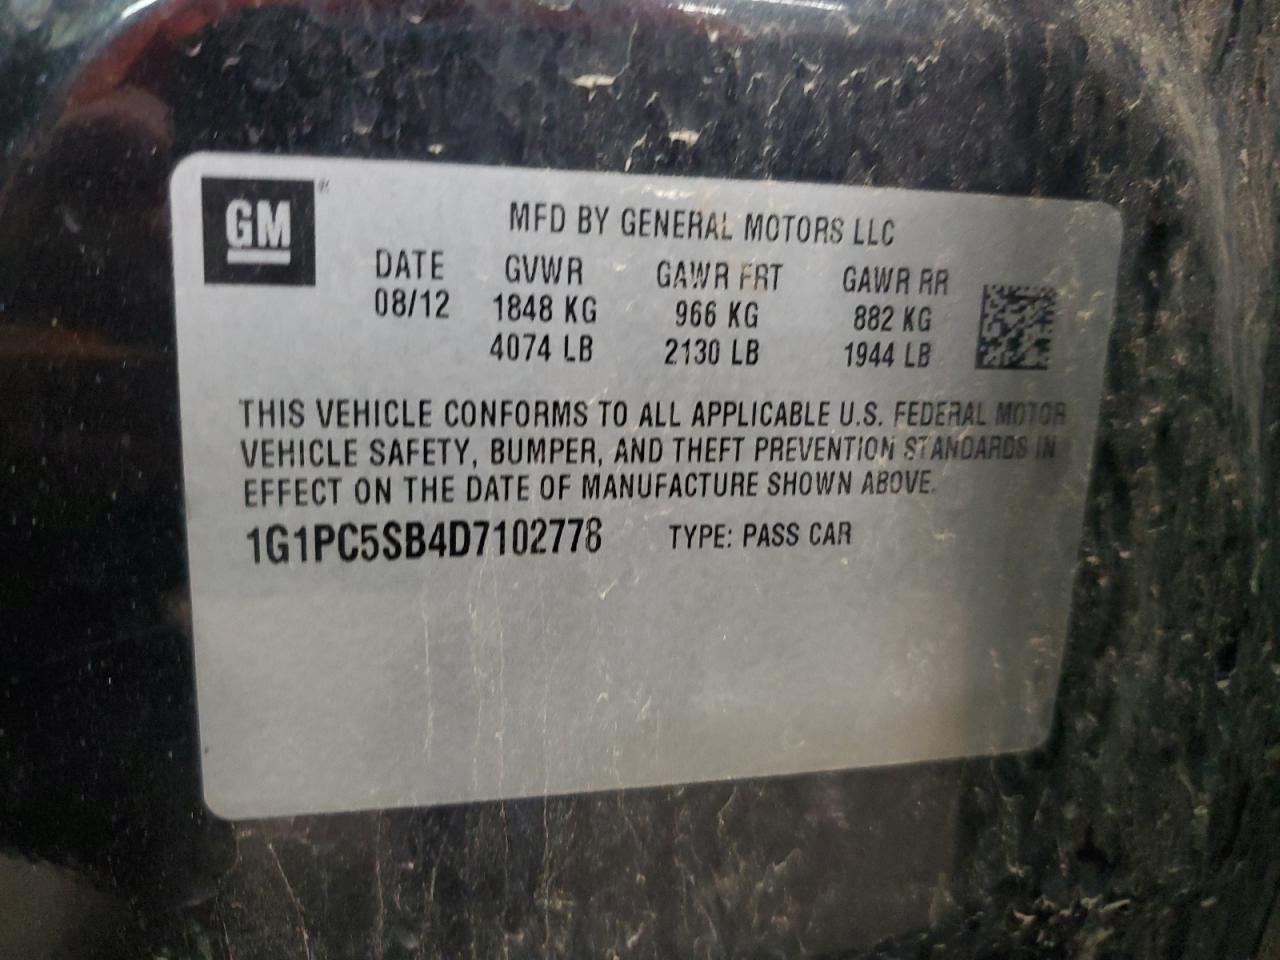 GM
MFD BY GENERAL MOTORS LLC
DATE GVWR GAWR FRT GAWR RR
08/12 1848 KG 966 KG 882 KG
4074 LB 2130 LB 1944 LB
THIS VEHICLE CONFORMS TO ALL APPLICABLE U.S. FEDERAL MOTOR
VEHICLE SAFETY, BUMPER, AND THEFT PREVENTION STANDARDS IN
EFFECT ON THE DATE OF MANUFACTURE SHOWN ABOVE.
1G1PC5SB4D7102778 TYPE: PASS CAR